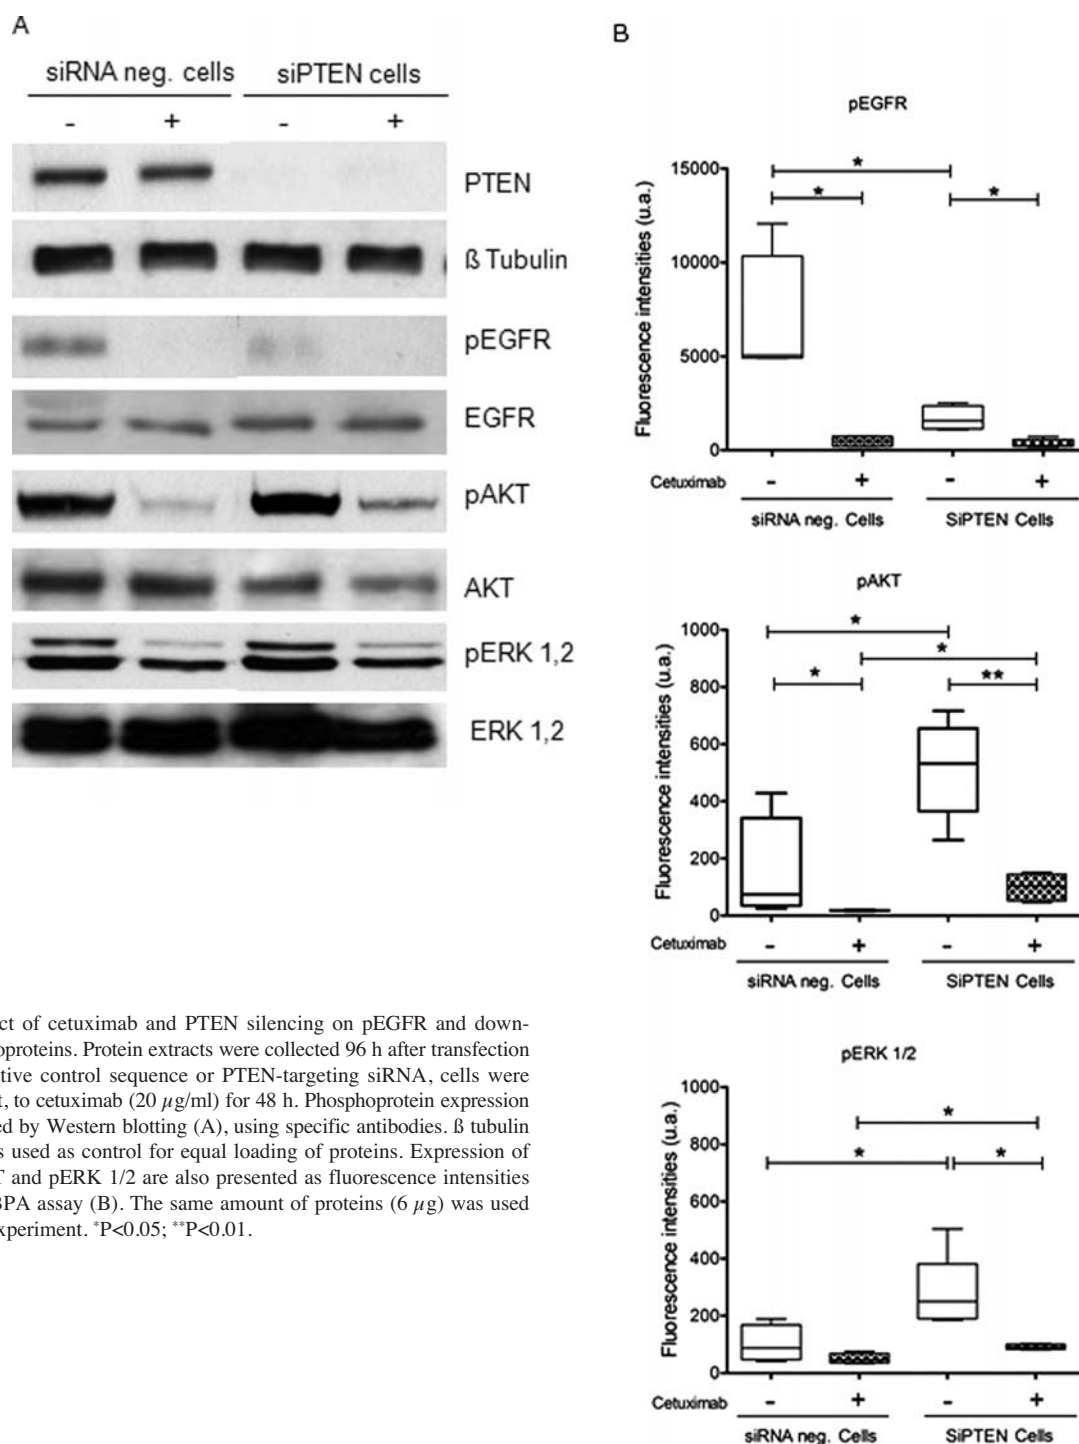 A
siRNA neg. cells siPTEN cells
- + - +
PTEN
ß Tubulin
pEGFR
EGFR
pAKT
AKT
pERK 1,2
ERK 1,2
ct of cetuximab and PTEN silencing on pEGFR and down-
oproteins. Protein extracts were collected 96 h after transfection
tive control sequence or PTEN-targeting siRNA, cells were
t, to cetuximab (20 µg/ml) for 48 h. Phosphoprotein expression
ed by Western blotting (A), using specific antibodies. ß tubulin
s used as control for equal loading of proteins. Expression of
T and pERK 1/2 are also presented as fluorescence intensities
BPA assay (B). The same amount of proteins (6 µg) was used
xperiment. *P<0.05; **P<0.01.
B
pEGFR
Fluorescence intensities (u.a.)
15000
10000
5000
0
* * *
Cetuximab - + - +
siRNA neg. Cells SiPTEN Cells
pAKT
Fluorescence intensities (u.a.)
1000
800
600
400
200
0
* * * **
Cetuximab - + - +
siRNA neg. Cells SiPTEN Cells
pERK 1/2
Fluorescence intensities (u.a.)
1000
800
600
400
200
0
* * *
Cetuximab - + - +
siRNA neg. Cells SiPTEN Cells